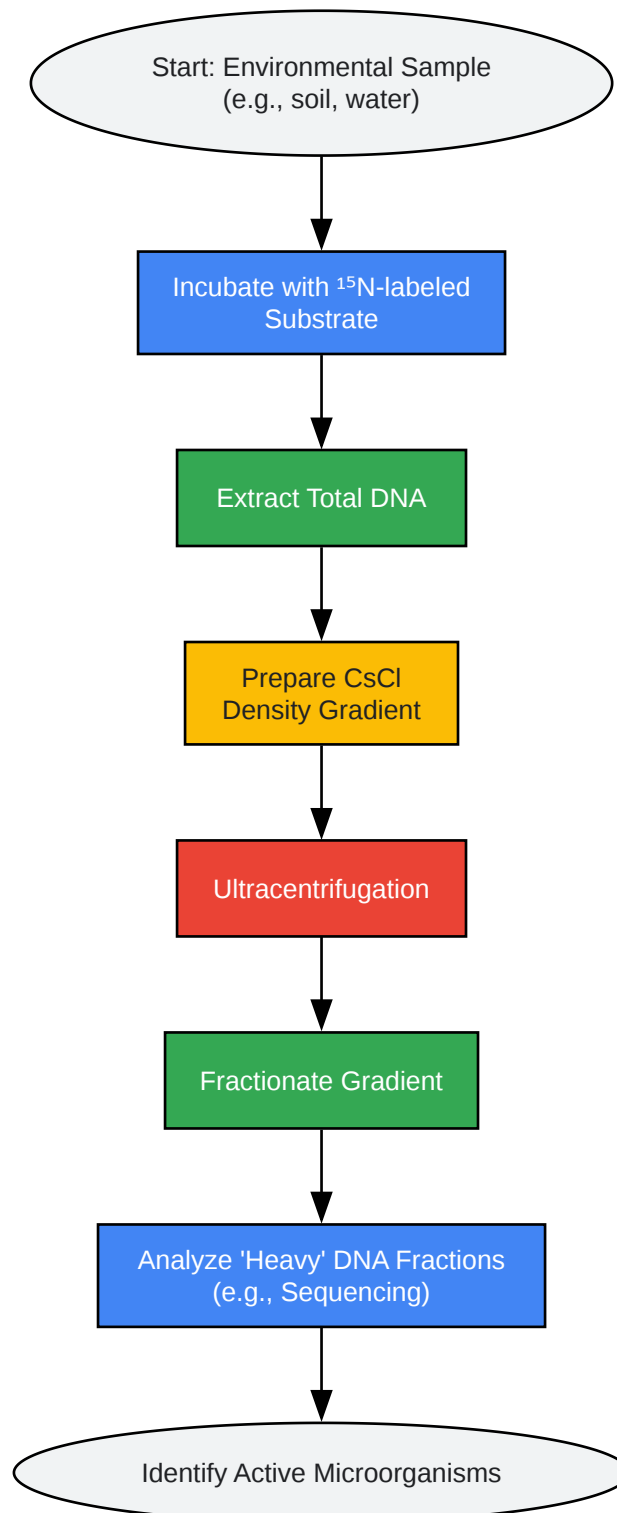 Start: Environmental Sample
(e.g., soil, water)
Incubate with ¹⁵N-labeled
Substrate
Extract Total DNA
Prepare CsCl
Density Gradient
Ultracentrifugation
Fractionate Gradient
Analyze 'Heavy' DNA Fractions
(e.g., Sequencing)
Identify Active Microorganisms